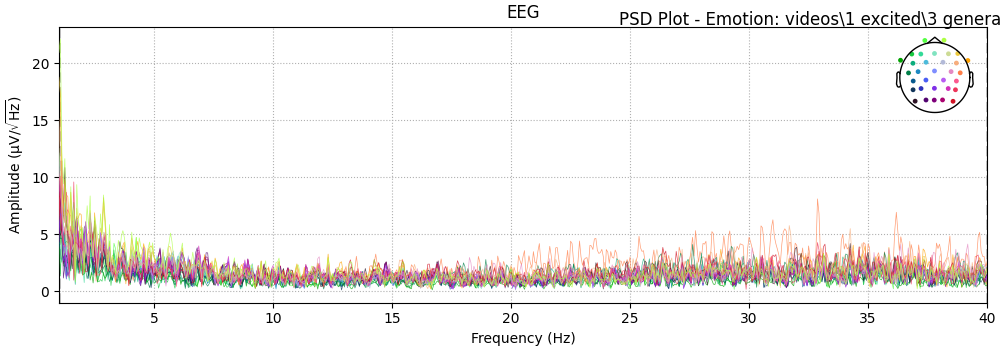 EEG
PSD Plot - Emotion: videos\1 excited\3 genera
Amplitude (µV/√Hz)
20
15
10
5
0
5 10 15 20 25 30 35 40
Frequency (Hz)